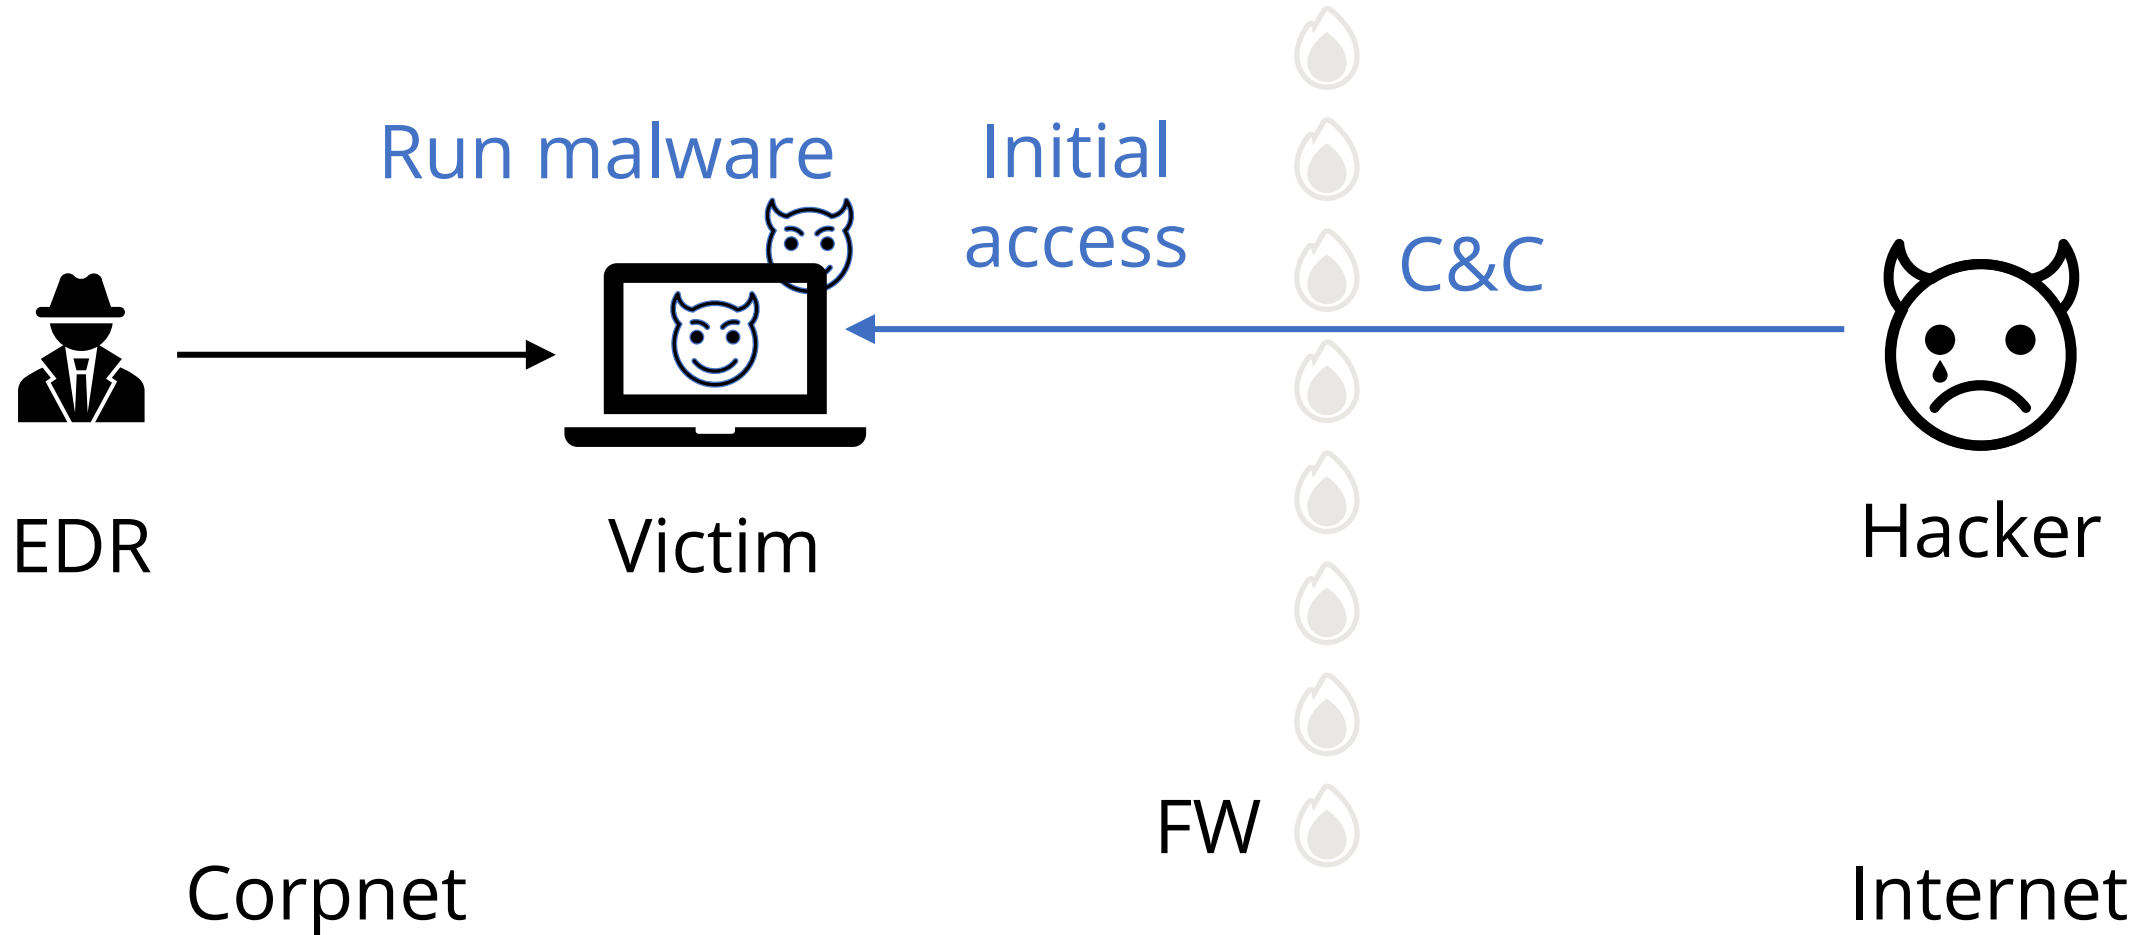 Run malware
Initial
access
C&C
EDR
Victim
Hacker
FW
Corpnet
Internet